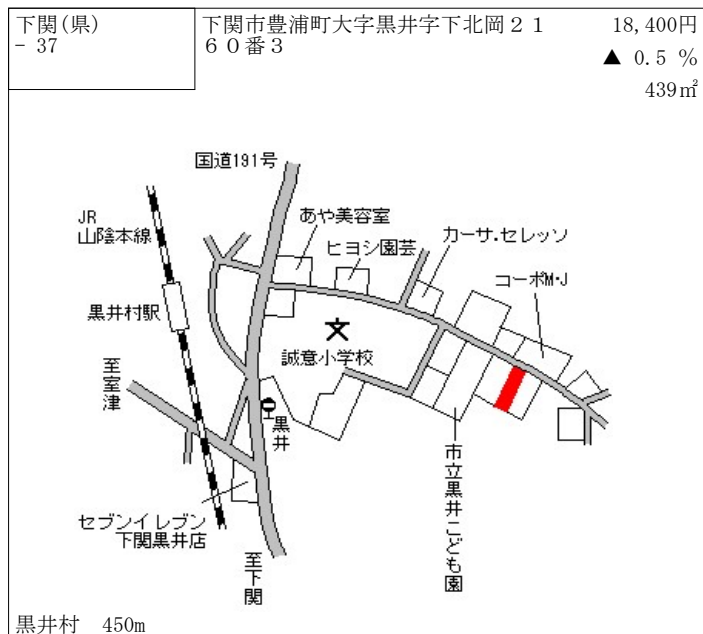 下関(県)
- 37
下関市豊浦町大字黒井字下北岡21
60番3
18,400円
▲ 0.5 %
439㎡
国道191号
JR
山陰本線
あや美容室
ヒヨシ園芸
カーサ.セレッソ
コーポM・J
黒井村駅
文
誠意小学校
至室津
黒井
市立黒井こども園
セブンイレブン
下関黒井店
至下関
黒井村 450m